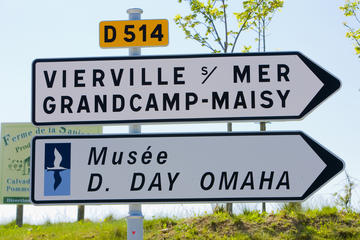 D 514
VIERVILLE S/ MER
GRANDCAMP-MAISY
Musée
D. DAY OMAHA
Ferme de la
Calvad
Pomme